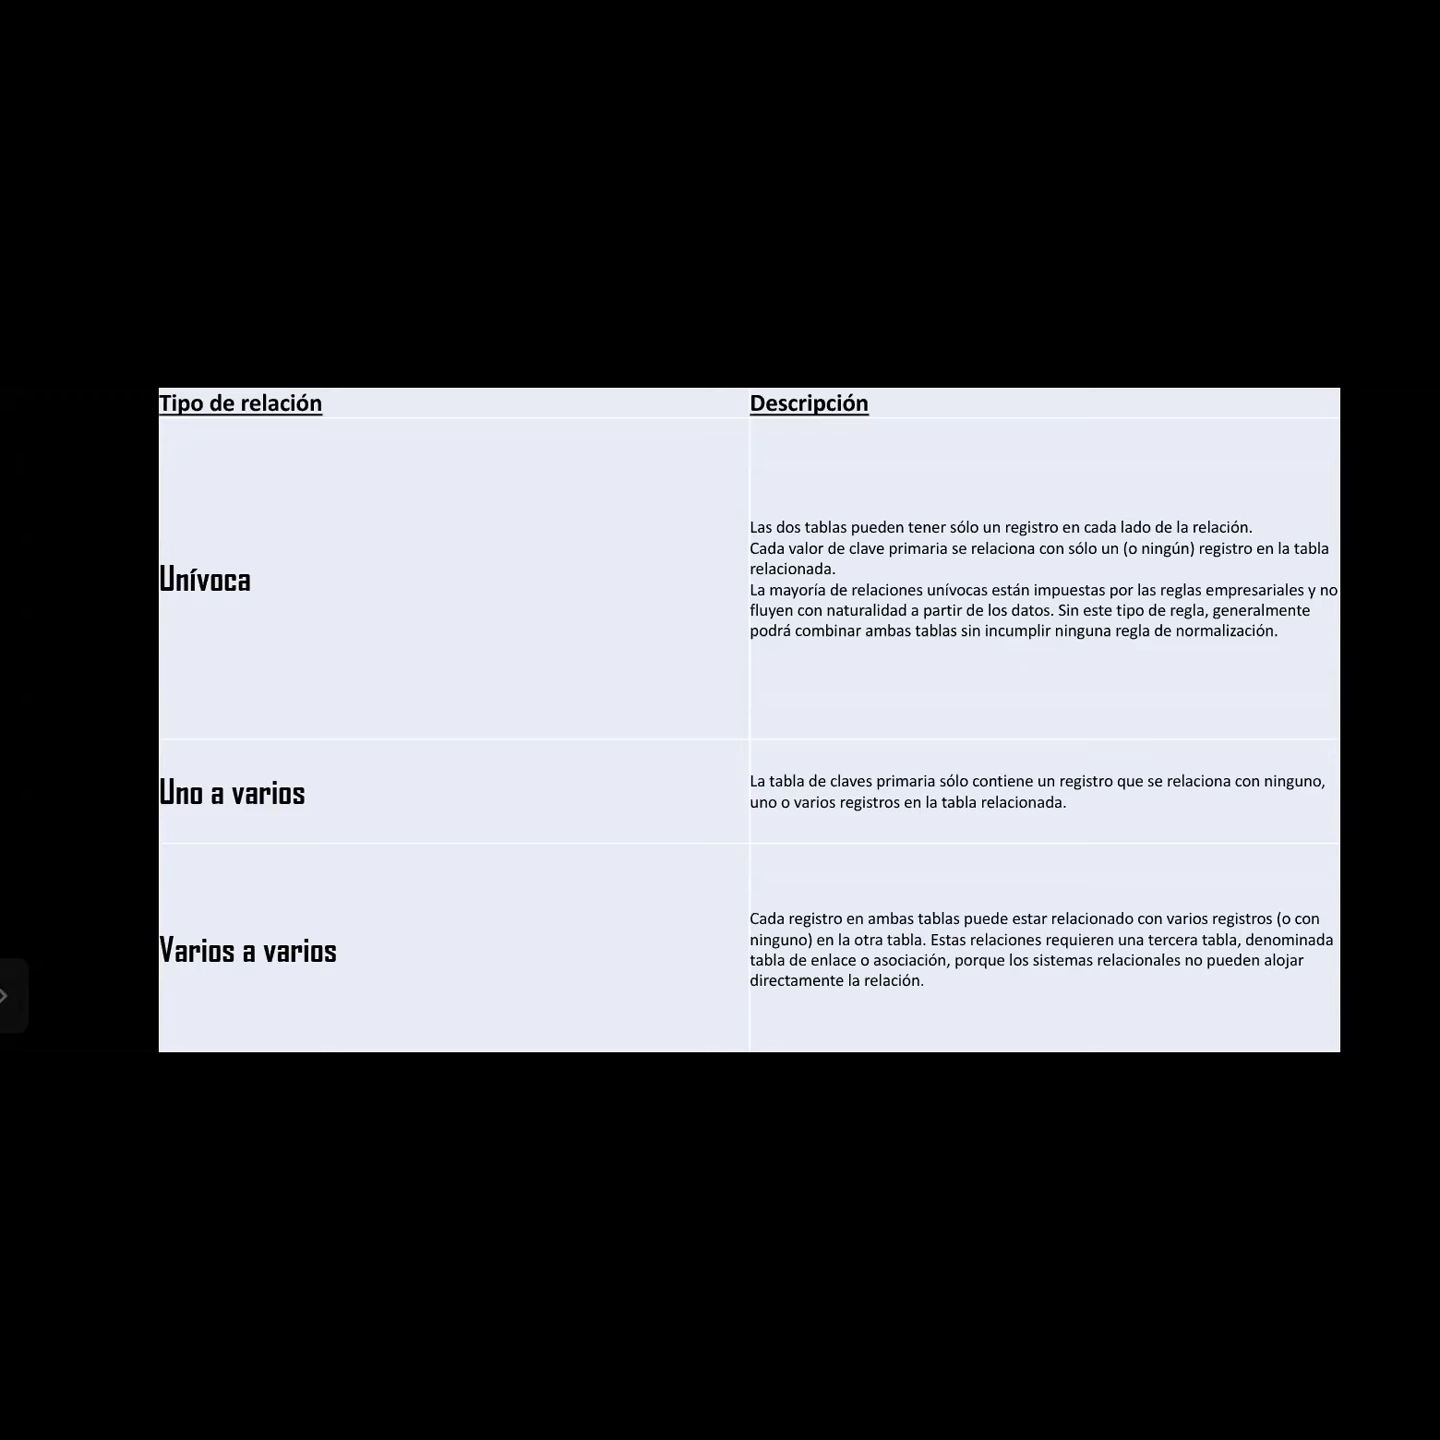 Tipo de relación
Descripción
Unívoca
Las dos tablas pueden tener sólo un registro en cada lado de la relación.
Cada valor de clave primaria se relaciona con sólo un (o ningún) registro en la tabla
relacionada.
La mayoría de relaciones unívocas están impuestas por las reglas empresariales y no
fluyen con naturalidad a partir de los datos. Sin este tipo de regla, generalmente
podrá combinar ambas tablas sin incumplir ninguna regla de normalización.
Uno a varios
La tabla de claves primaria sólo contiene un registro que se relaciona con ninguno,
uno o varios registros en la tabla relacionada.
Varios a varios
Cada registro en ambas tablas puede estar relacionado con varios registros (o con
ninguno) en la otra tabla. Estas relaciones requieren una tercera tabla, denominada
tabla de enlace o asociación, porque los sistemas relacionales no pueden alojar
directamente la relación.